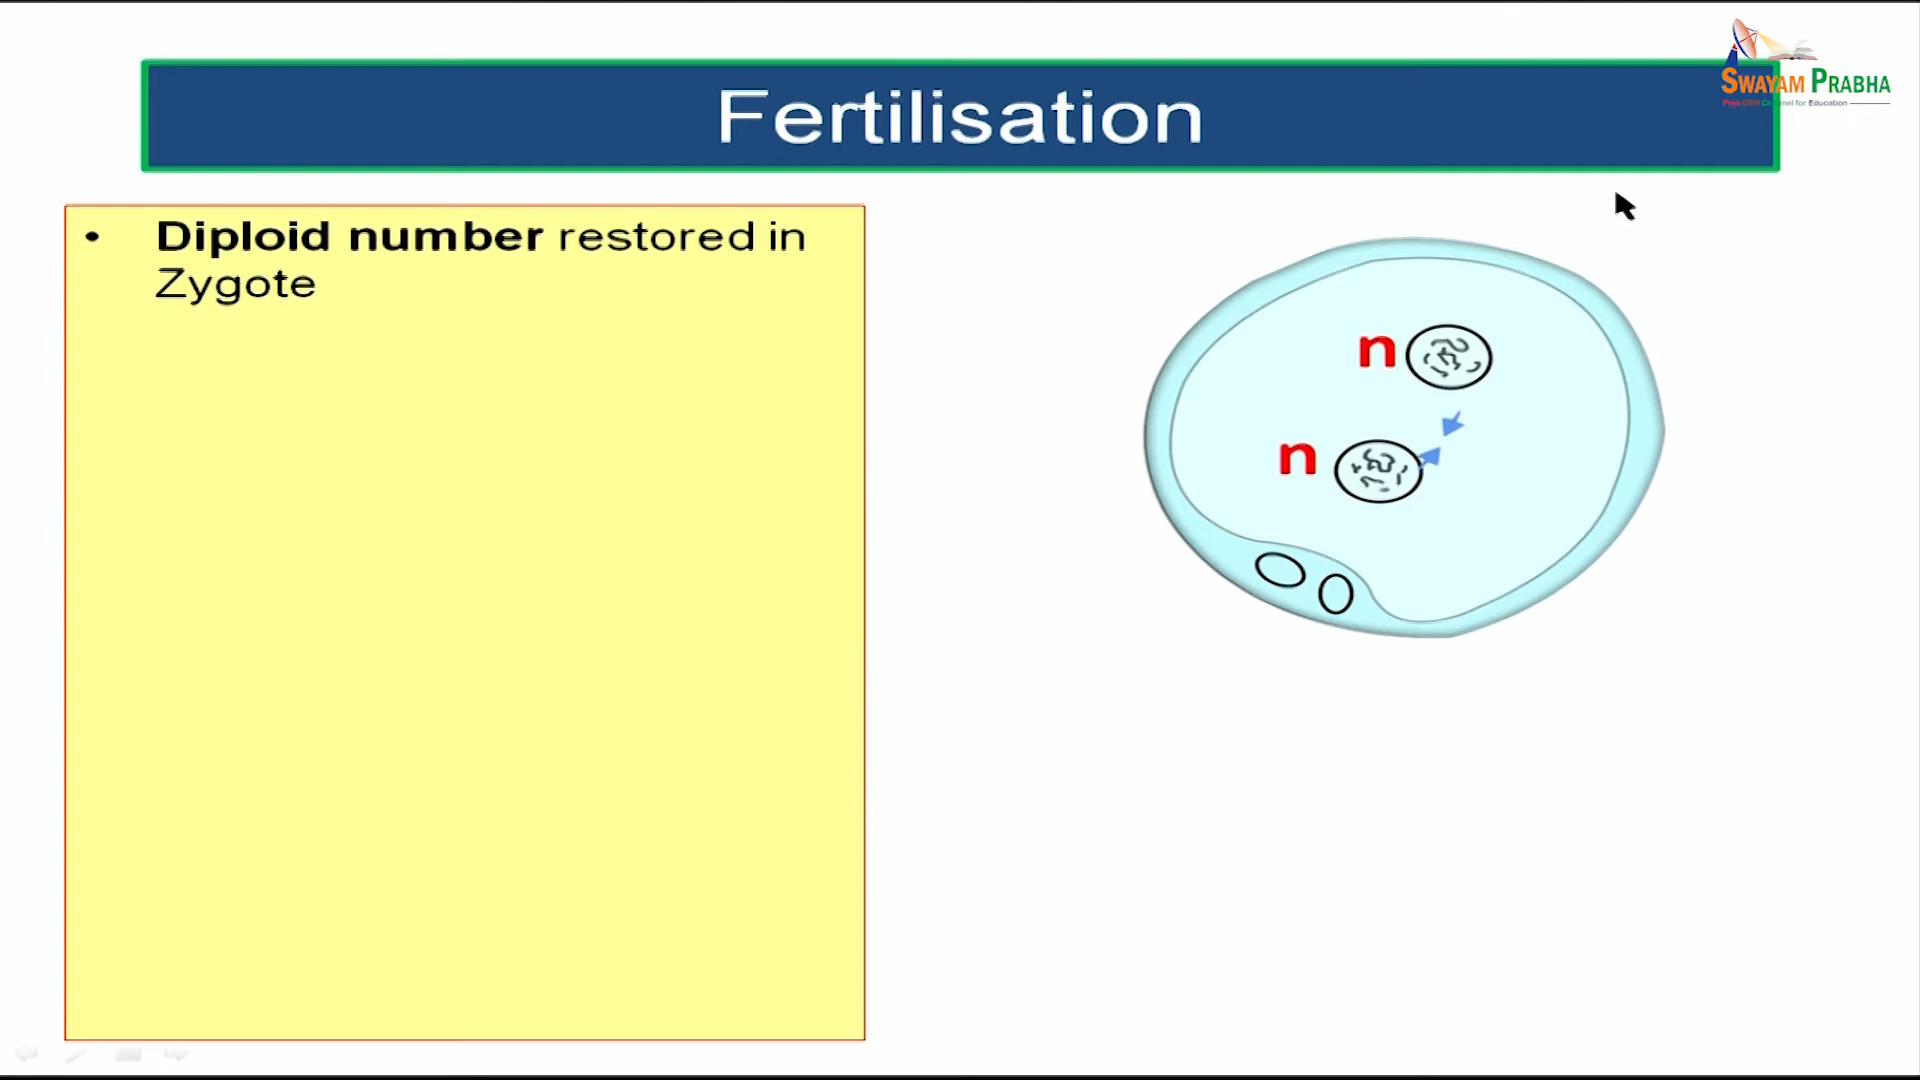 SWAYAM PRABHA
Free DTH Channel for Education
Fertilisation
• Diploid number restored in
Zygote
n
n